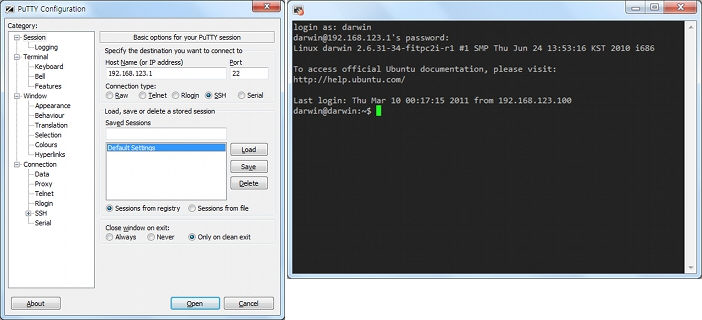 PuTTY Configuration
Category:
Session
Logging
Terminal
Keyboard
Bell
Features
Window
Appearance
Behaviour
Translation
Selection
Colours
Hyperlinks
Connection
Data
Proxy
Telnet
Rlogin
SSH
Serial
Basic options for your PuTTY session
Specify the destination you want to connect to
Host Name (or IP address) Port
192.168.123.1 22
Connection type:
Raw Telnet Rlogin SSH Serial
Load, save or delete a stored session
Saved Sessions
Default Settings
Load
Save
Delete
Sessions from registry Sessions from file
Close window on exit:
Always Never Only on clean exit
About Open Cancel
login as: darwin
darwin@192.168.123.1's password:
Linux darwin 2.6.31-34-fitpc2i-r1 #1 SMP Thu Jun 24 13:53:16 KST 2010 i686
To access official Ubuntu documentation, please visit:
http://help.ubuntu.com/
Last login: Thu Mar 10 00:17:15 2011 from 192.168.123.100
darwin@darwin:~$